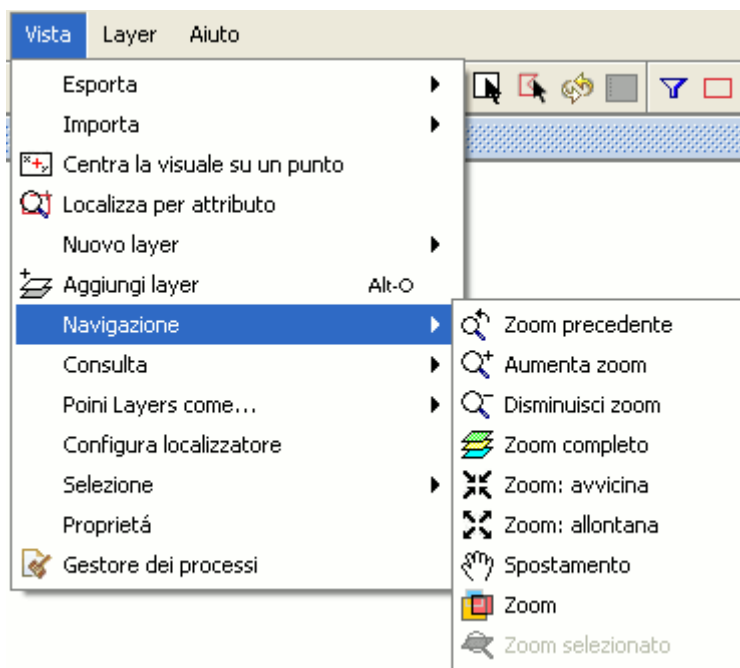 Vista Layer Aiuto
Esporta
Importa
Centra la visuale su un punto
Localizza per attributo
Nuovo layer
Aggiungi layer Alt-O
Navigazione
Consulta
Poini Layers come...
Configura localizzatore
Selezione
Proprietá
Gestore dei processi
Zoom precedente
Aumenta zoom
Disminuisci zoom
Zoom completo
Zoom: avvicina
Zoom: allontana
Spostamento
Zoom
Zoom selezionato